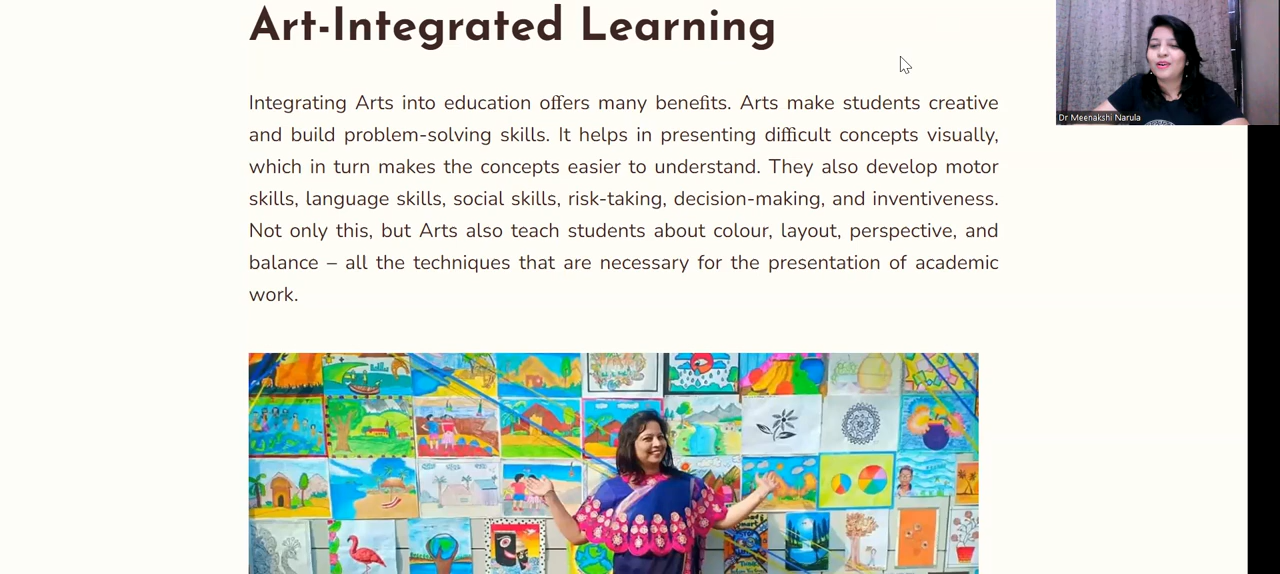 Art-Integrated Learning
Integrating Arts into education offers many benefits. Arts make students creative
and build problem-solving skills. It helps in presenting difficult concepts visually,
which in turn makes the concepts easier to understand. They also develop motor
skills, language skills, social skills, risk-taking, decision-making, and inventiveness.
Not only this, but Arts also teach students about colour, layout, perspective, and
balance – all the techniques that are necessary for the presentation of academic
work.
Dr Meenakshi Narula